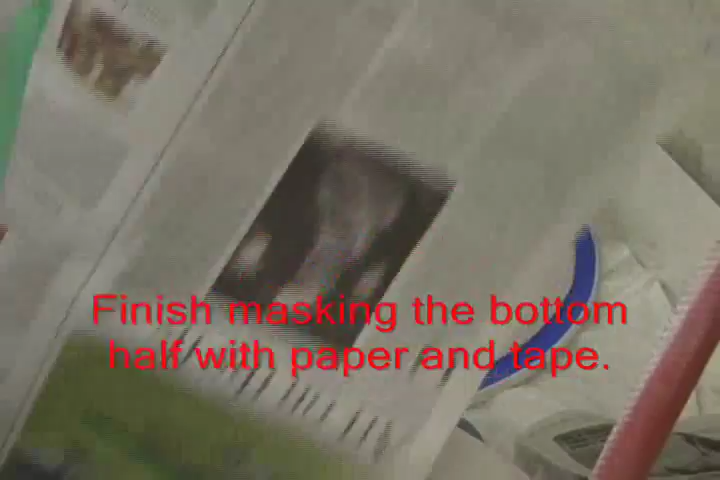 Finish masking the bottom
half with paper and tape.